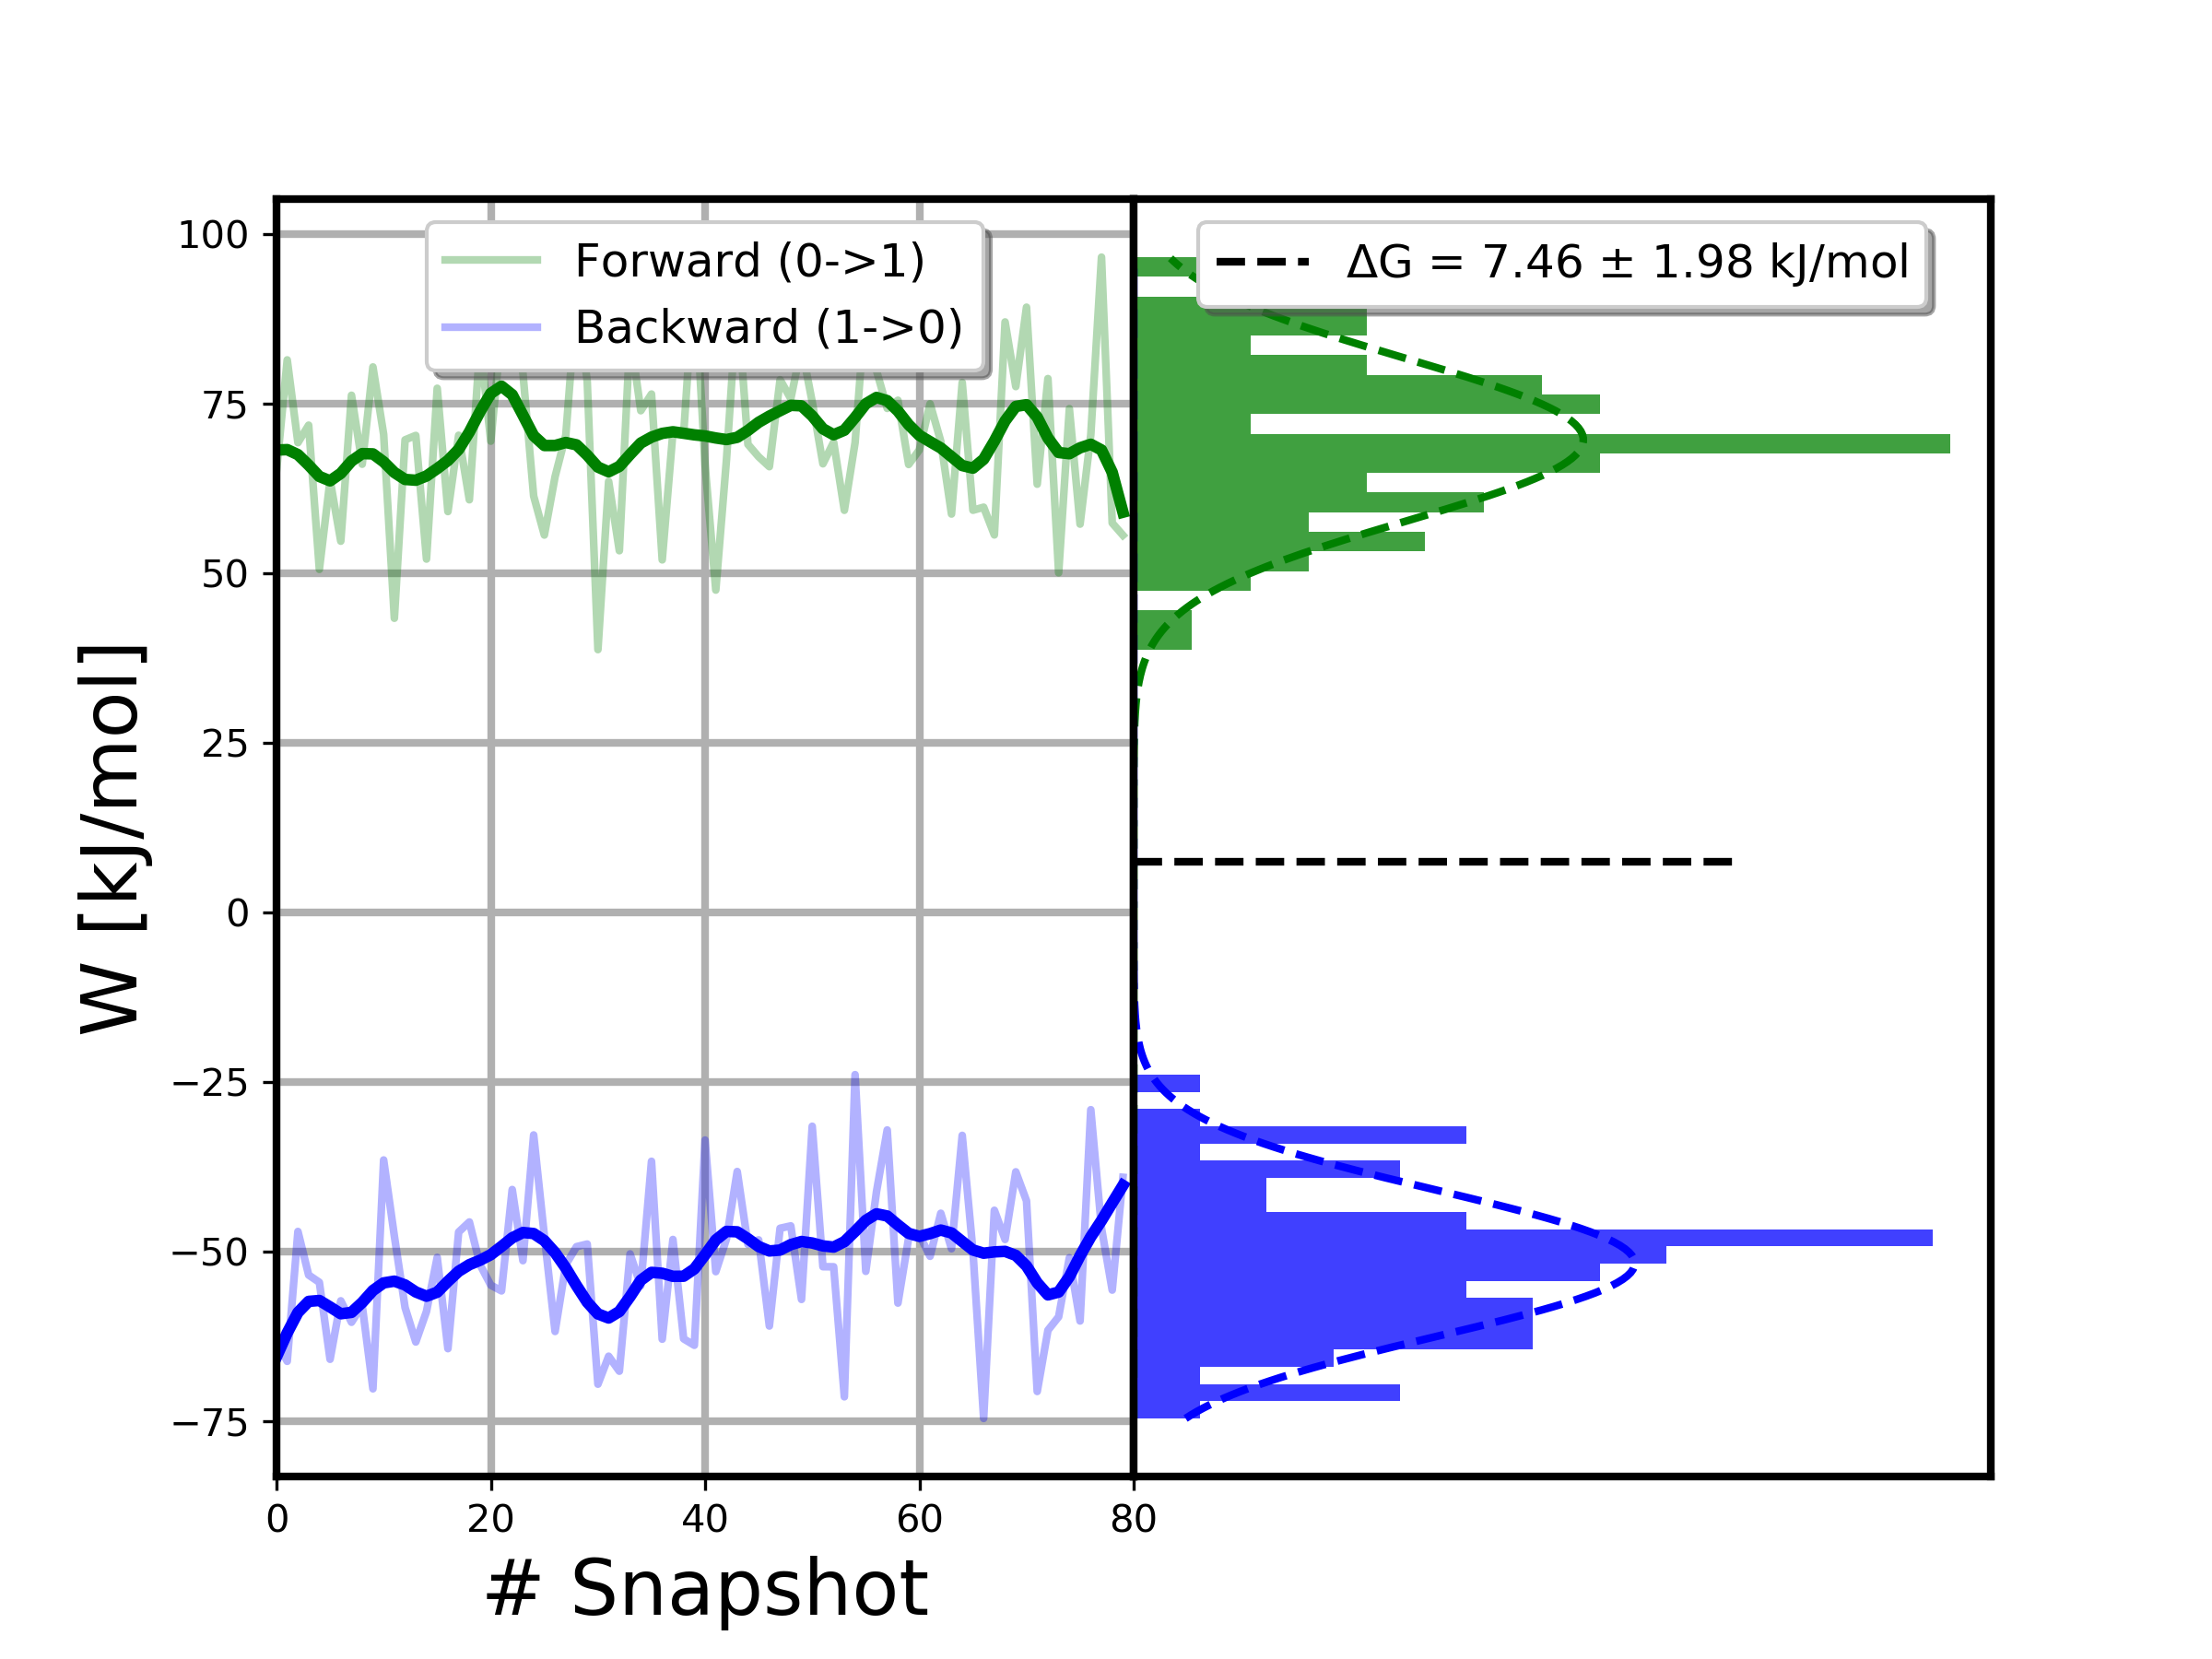 Forward (0->1)
Backward (1->0)
ΔG = 7.46 ± 1.98 kJ/mol
100
75
50
25
0
−25
−50
−75
W [kJ/mol]
0 20 40 60 80
# Snapshot